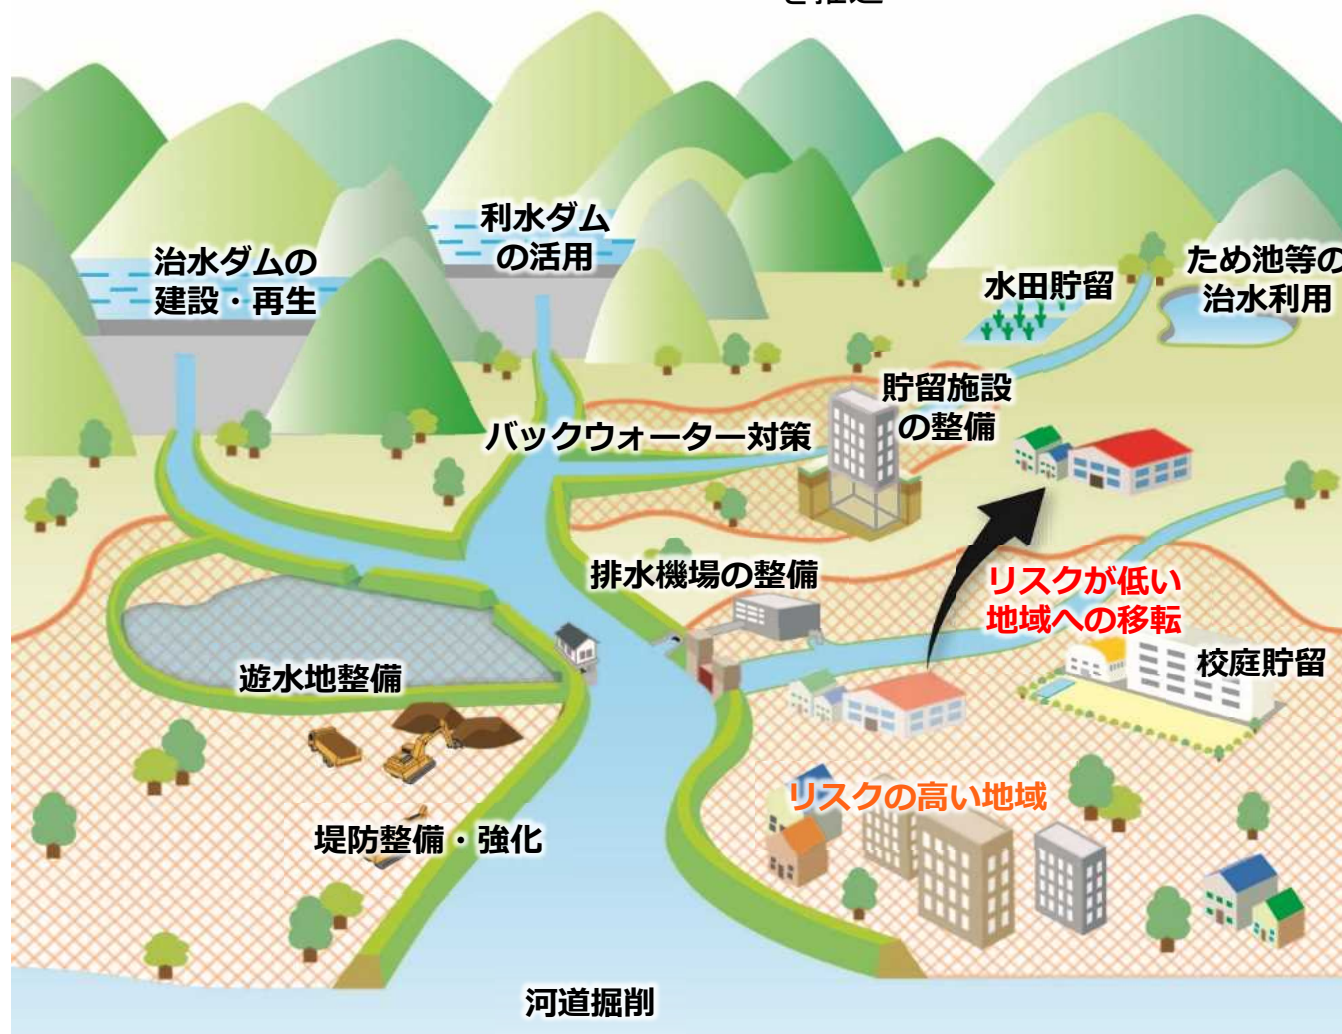 を推進
利水ダム
の活用
治水ダムの
建設・再生
水田貯留
ため池等の
治水利用
貯留施設
の整備
バックウォーター対策
排水機場の整備
リスクが低い
地域への移転
校庭貯留
遊水地整備
リスクの高い地域
堤防整備・強化
河道掘削